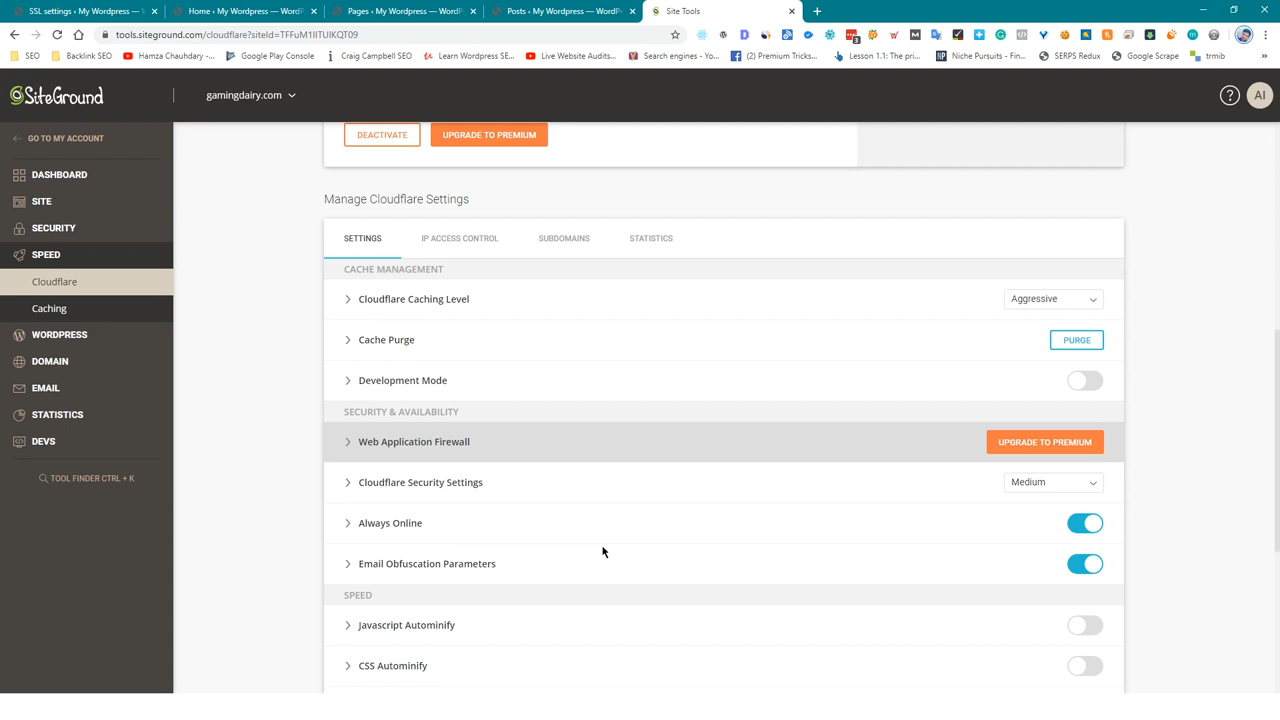 SSL settings ‹ My Wordpress — W
Home ‹ My Wordpress — WordP
Pages ‹ My Wordpress — WordP
Posts ‹ My Wordpress — WordP
Site Tools
tools.siteground.com/cloudflare?siteId=TFFuM1lITUlKQT09
SEO
Backlink SEO
Hamza Chauhdary -...
Google Play Console
Craig Campbell SEO
Learn Wordpress SE...
Live Website Audits...
Search engines - Yo...
(2) Premium Tricks...
Lesson 1.1: The pri...
Niche Pursuits - Fin...
SERPS Redux
Google Scrape
trmib
SiteGround
gamingdairy.com
AI
GO TO MY ACCOUNT
DASHBOARD
SITE
SECURITY
SPEED
Cloudflare
Caching
WORDPRESS
DOMAIN
EMAIL
STATISTICS
DEVS
TOOL FINDER CTRL + K
DEACTIVATE
UPGRADE TO PREMIUM
Manage Cloudflare Settings
SETTINGS
IP ACCESS CONTROL
SUBDOMAINS
STATISTICS
CACHE MANAGEMENT
Cloudflare Caching Level
Aggressive
Cache Purge
PURGE
Development Mode
SECURITY & AVAILABILITY
Web Application Firewall
UPGRADE TO PREMIUM
Cloudflare Security Settings
Medium
Always Online
Email Obfuscation Parameters
SPEED
Javascript Autominify
CSS Autominify